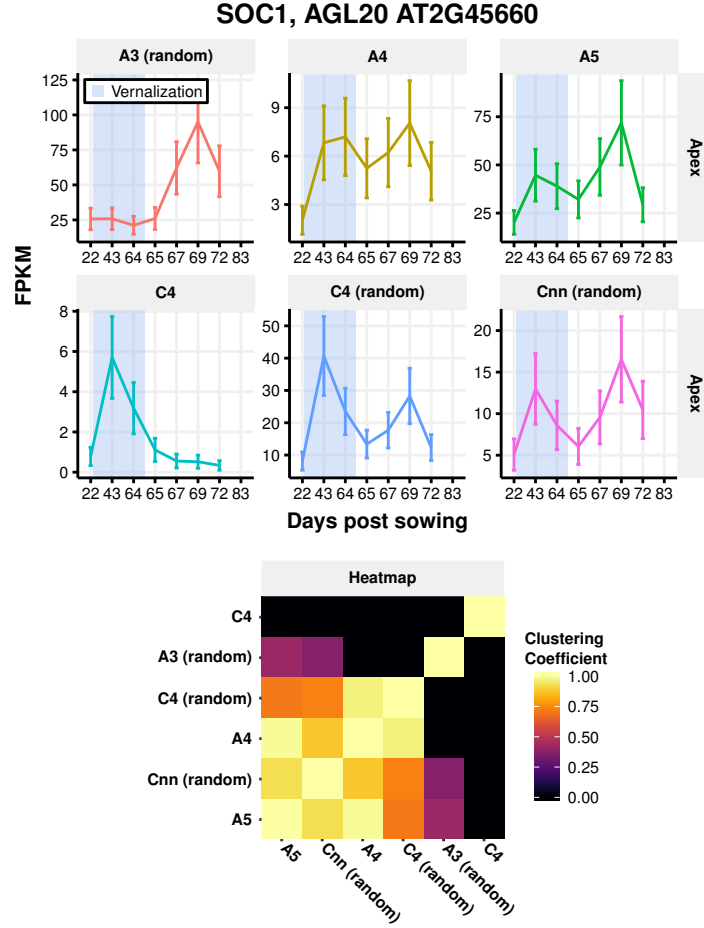 SOC1, AGL20 AT2G45660
A3 (random) A4 A5
Vernalization
125
100
75
50
25
9
6
3
75
50
25
Apex
22 43 64 65 67 69 72 83 22 43 64 65 67 69 72 83 22 43 64 65 67 69 72 83
FPKM
C4 C4 (random) Cnn (random)
8
6
4
2
0
50
40
30
20
10
20
15
10
5
Apex
22 43 64 65 67 69 72 83 22 43 64 65 67 69 72 83 22 43 64 65 67 69 72 83
Days post sowing
Heatmap
C4
A3 (random)
C4 (random)
A4
Cnn (random)
A5
A5 Cnn (random) A4 C4 (random) A3 (random) C4
Clustering
Coefficient
1.00
0.75
0.50
0.25
0.00